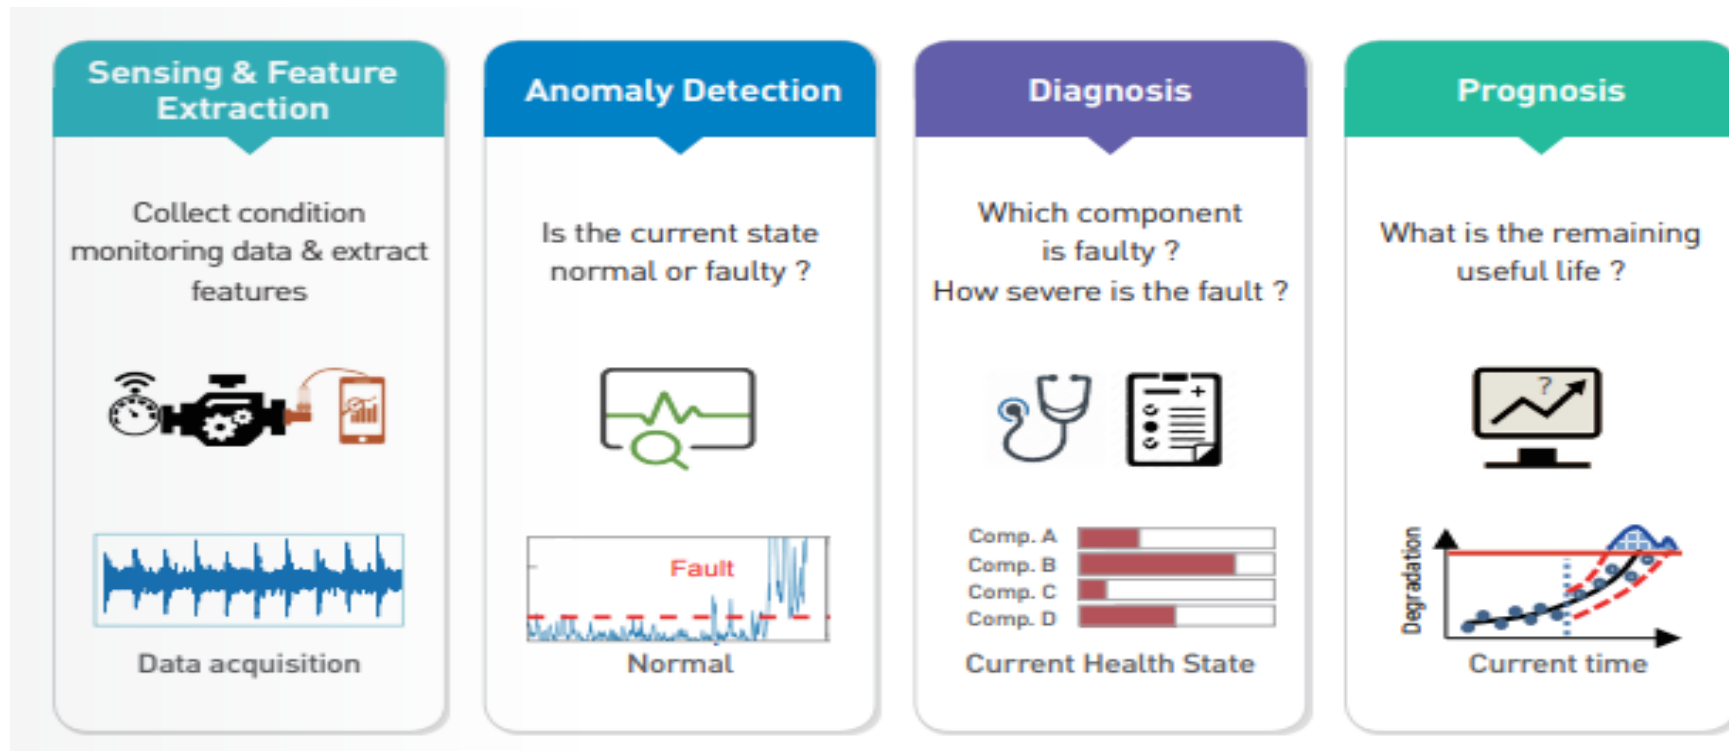 Sensing & Feature
Extraction
Collect condition
monitoring data & extract
features
Data acquisition
Anomaly Detection
Is the current state
normal or faulty ?
Fault
Normal
Diagnosis
Which component
is faulty ?
How severe is the fault ?
Comp. A
Comp. B
Comp. C
Comp. D
Current Health State
Prognosis
What is the remaining
useful life ?
?
Degradation
Current time